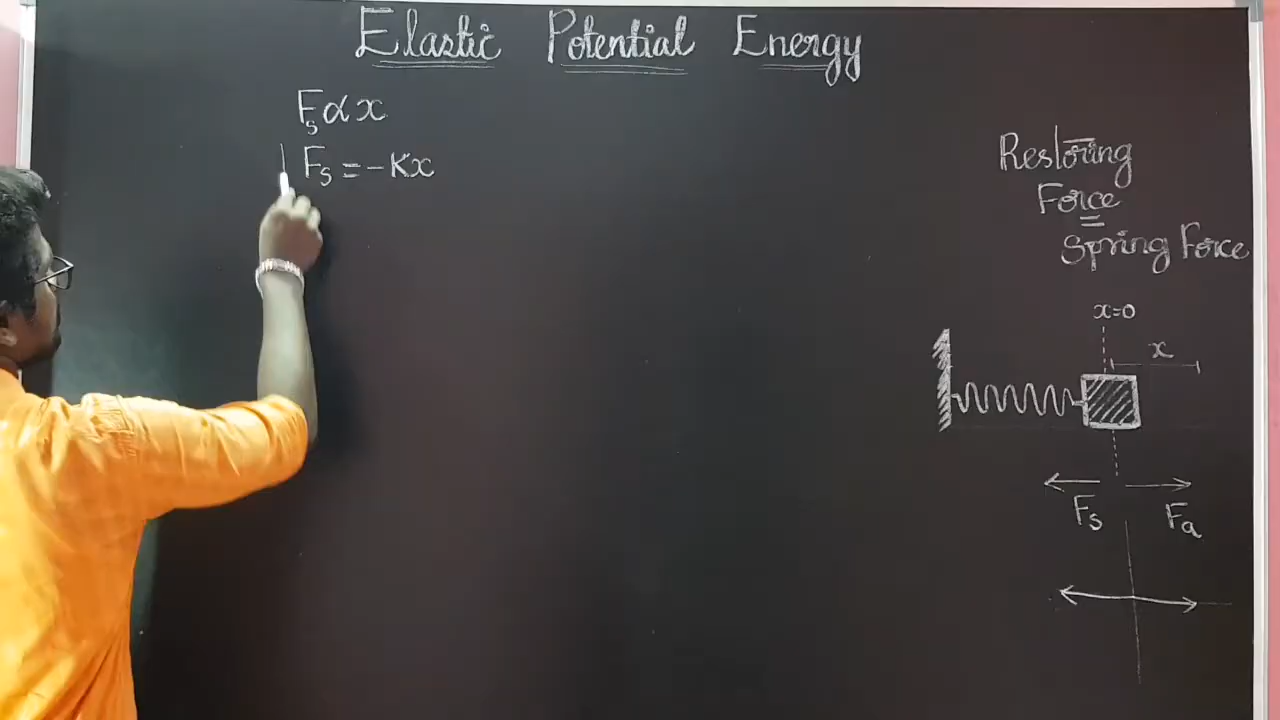 Elastic Potential Energy
Fs α x
Fs = - Kx
Restoring
Force
=
Spring Force
x=0
x
Fs
Fa